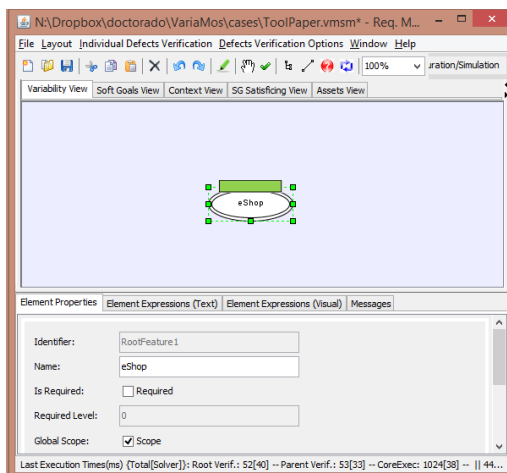 N:\Dropbox\doctorado\VariaMos\cases\ToolPaper.vmsm* - Req. M...
File Layout Individual Defects Verification Defects Verification Options Window Help
100% uration/Simulation
Variability View Soft Goals View Context View SG Satisficing View Assets View
eShop
Element Properties Element Expressions (Text) Element Expressions (Visual) Messages
Identifier: RootFeature1
Name: eShop
Is Required: Required
Required Level: 0
Global Scope: Scope
Last Execution Times(ms) {Total[Solver]}: Root Verif.: 52[40] -- Parent Verif.: 53[33] -- CoreExec: 1024[38] -- || 44...